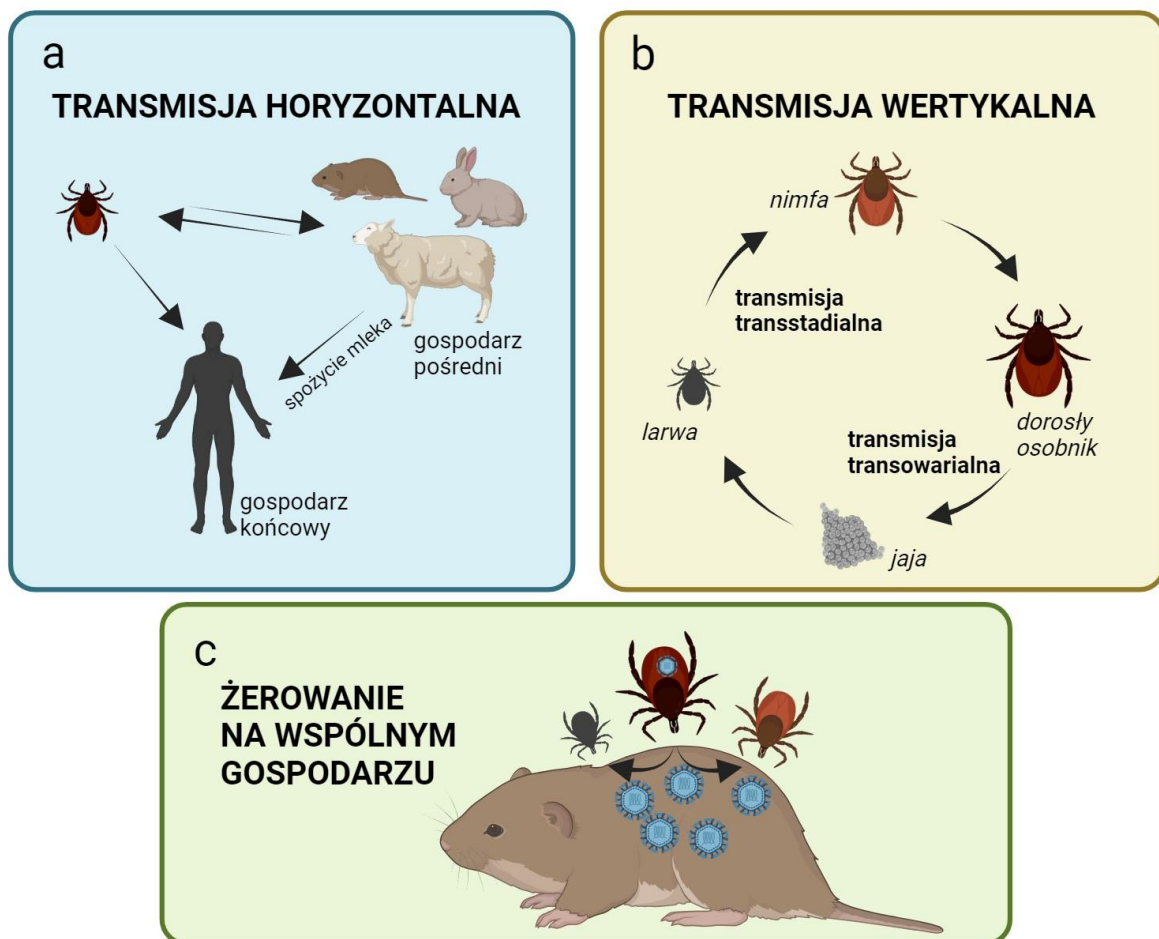 a
TRANSMISJA HORYZONTALNA
gospodarz
pośredni
spożycie mleka
gospodarz
końcowy
b
TRANSMISJA WERTYKALNA
nimfa
transmisja
transstadialna
larwa
dorosły
osobnik
transmisja
transowarialna
jaja
c
ŻEROWANIE
NA WSPÓLNYM
GOSPODARZU